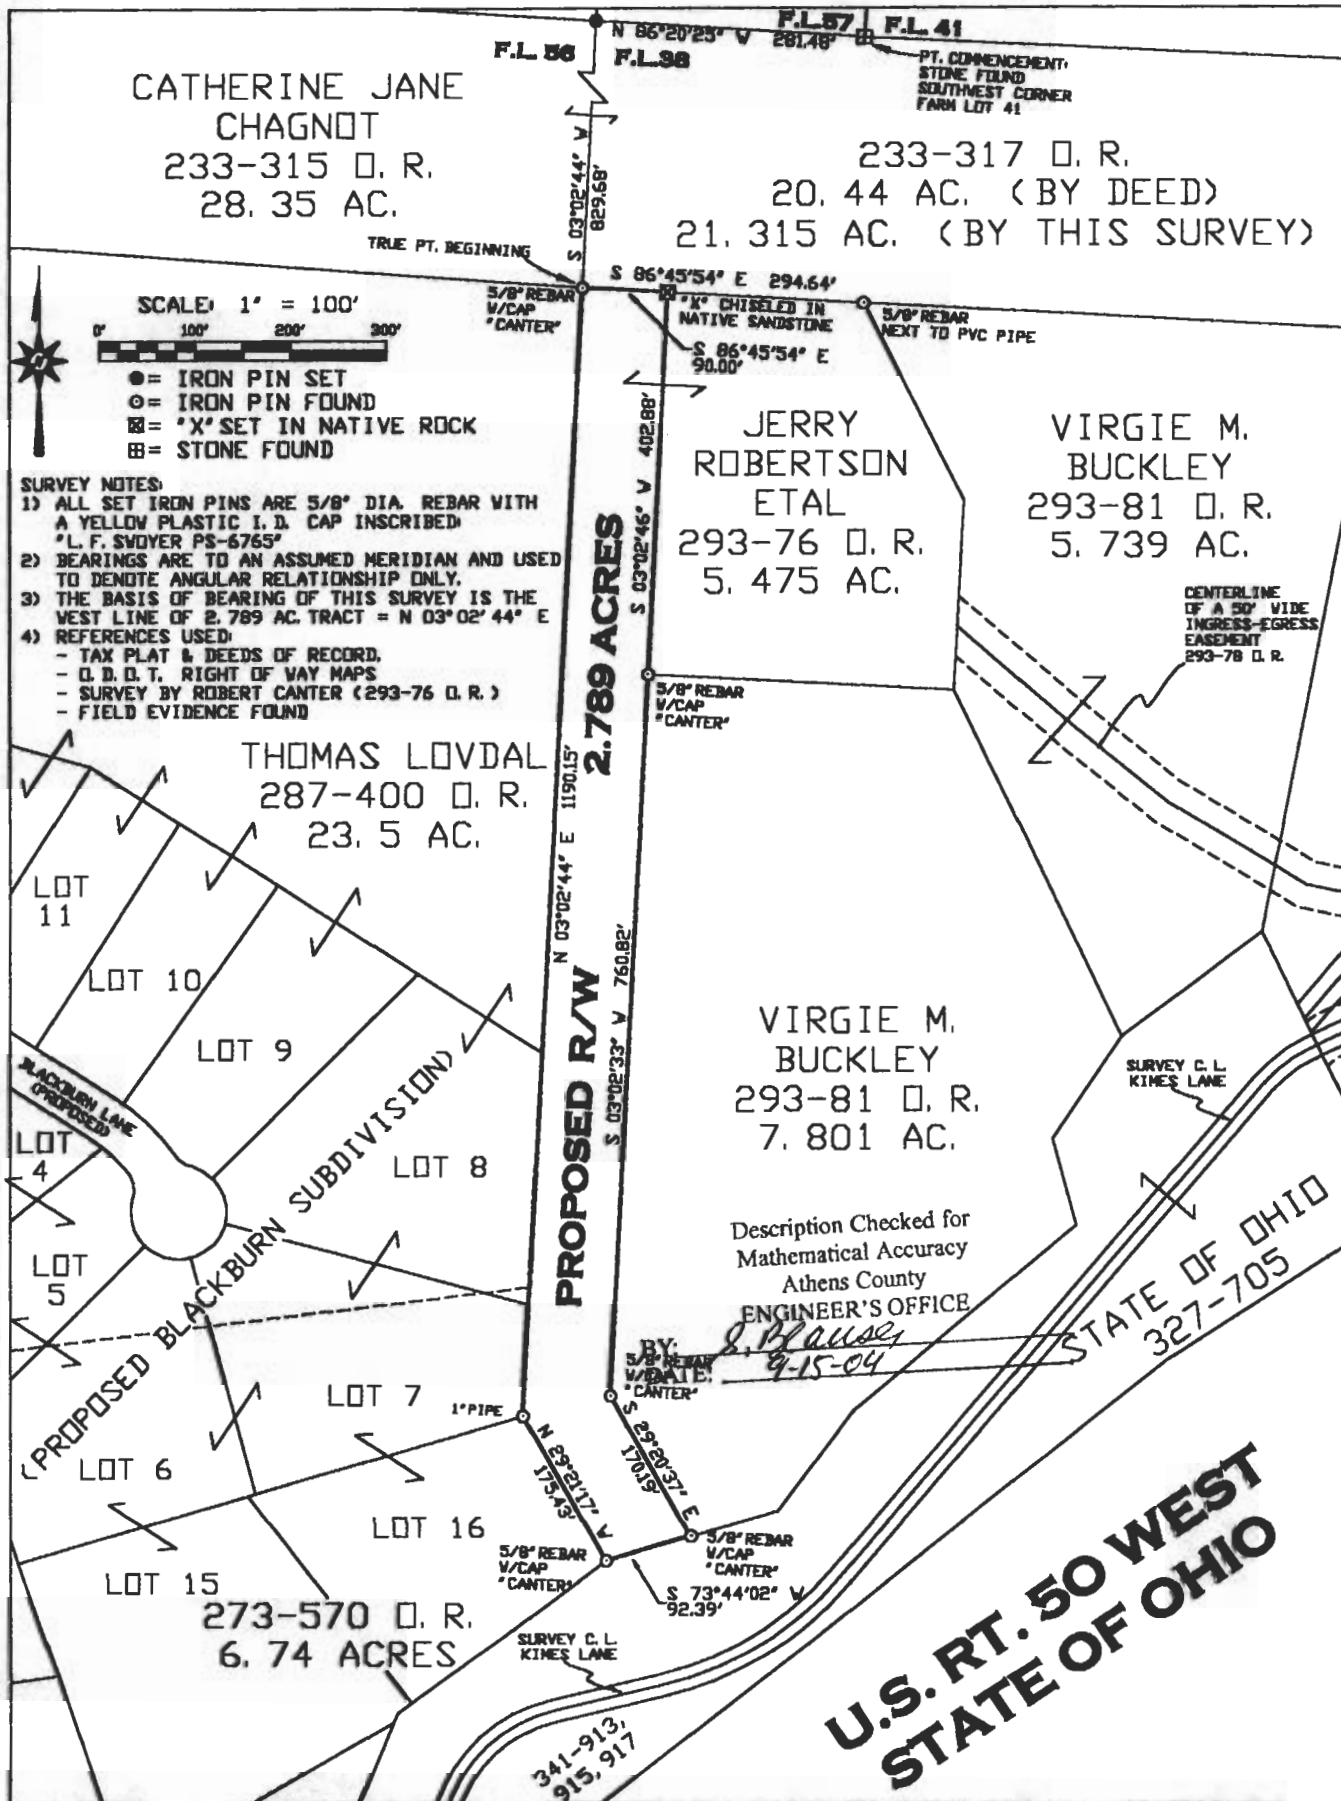 F.L. 56
F.L. 38
F.L. 57
F.L. 41
N 86°20'25" W 281.48'
PT. COMMENCEMENT:
STONE FOUND
SOUTHWEST CORNER
FARM LOT 41
CATHERINE JANE
CHAGNOT
233-315 O. R.
28. 35 AC.
S 03°02'44" W
829.68'
233-317 O. R.
20. 44 AC. (BY DEED)
21. 315 AC. (BY THIS SURVEY)
TRUE PT. BEGINNING
5/8" REBAR
W/CAP
"CANTER"
S 86°45'54" E 294.64'
"X" CHISELED IN
NATIVE SANDSTONE
S 86°45'54" E
90.00'
5/8" REBAR
NEXT TO PVC PIPE
SCALE: 1" = 100'
0' 100' 200' 300'
N
= IRON PIN SET
= IRON PIN FOUND
= "X" SET IN NATIVE ROCK
= STONE FOUND
SURVEY NOTES:
1) ALL SET IRON PINS ARE 5/8" DIA. REBAR WITH
A YELLOW PLASTIC I. D. CAP INSCRIBED:
"L. F. SWOYER PS-6765"
2) BEARINGS ARE TO AN ASSUMED MERIDIAN AND USED
TO DENOTE ANGULAR RELATIONSHIP ONLY.
3) THE BASIS OF BEARING OF THIS SURVEY IS THE
WEST LINE OF 2. 789 AC. TRACT = N 03°02'44" E
4) REFERENCES USED:
- TAX PLAT & DEEDS OF RECORD.
- O. D. O. T. RIGHT OF WAY MAPS
- SURVEY BY ROBERT CANTER (293-76 O. R.)
- FIELD EVIDENCE FOUND
JERRY
ROBERTSON
ETAL
293-76 O. R.
5. 475 AC.
VIRGIE M.
BUCKLEY
293-81 O. R.
5. 739 AC.
CENTERLINE
OF A 50' WIDE
INGRESS-EGRESS
EASEMENT
293-78 O. R.
S 03°02'46" W 402.88'
2.789 ACRES
5/8" REBAR
W/CAP
"CANTER"
THOMAS LOVDAL
287-400 O. R.
23. 5 AC.
N 03°02'44" E 1190.15'
S 03°02'33" W 760.82'
PROPOSED R/W
LOT
11
LOT 10
LOT 9
BLACKBURN LANE
(PROPOSED)
LOT
4
LOT
5
LOT 8
(PROPOSED BLACKBURN SUBDIVISION)
VIRGIE M.
BUCKLEY
293-81 O. R.
7. 801 AC.
SURVEY C. L.
KIMES LANE
Description Checked for
Mathematical Accuracy
Athens County
ENGINEER'S OFFICE
BY:
DATE: 9-15-04
5/8" REBAR
W/CAP
"CANTER"
STATE OF OHIO
327-705
LOT 7
1" PIPE
LOT 6
N 29°21'17" W
175.43'
S 29°20'37" E
170.19'
LOT 16
5/8" REBAR
W/CAP
"CANTER"
5/8" REBAR
W/CAP
"CANTER"
S 73°44'02" W
92.39'
LOT 15
273-570 O. R.
6. 74 ACRES
SURVEY C. L.
KIMES LANE
341-913,
915, 917
U.S. RT. 50 WEST
STATE OF OHIO